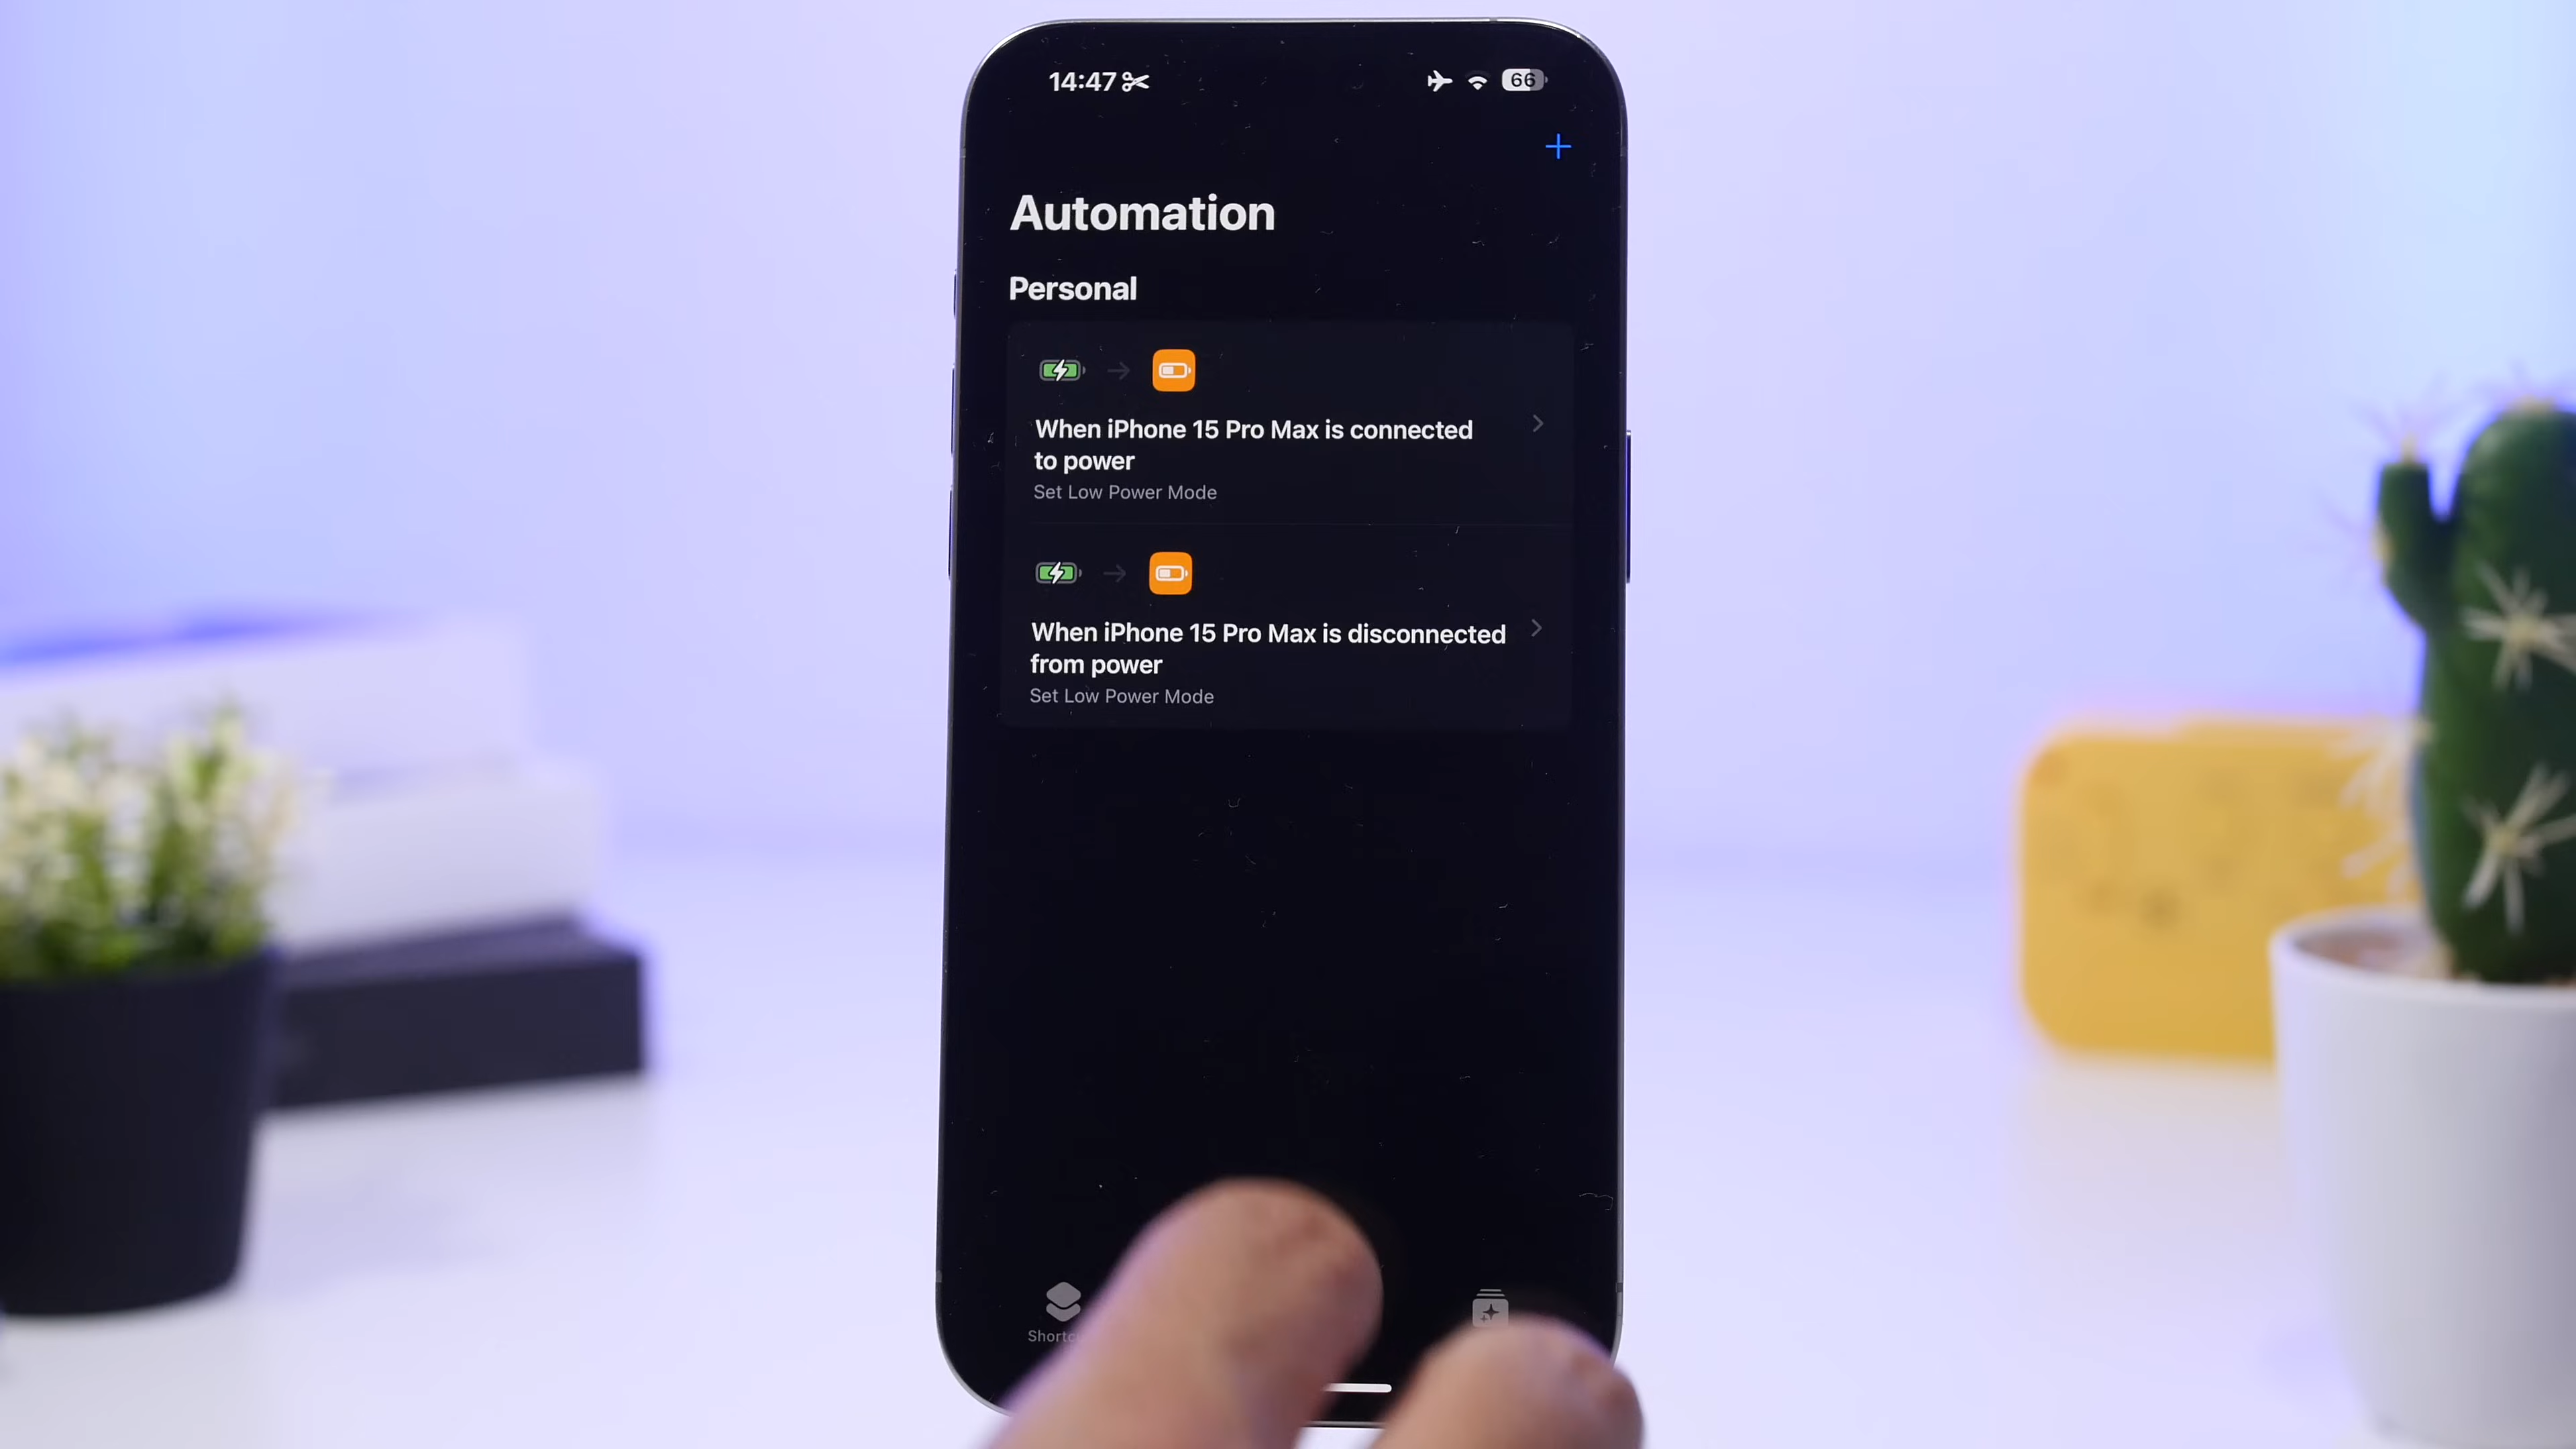 14:47
66
Automation
Personal
When iPhone 15 Pro Max is connected
to power
Set Low Power Mode
When iPhone 15 Pro Max is disconnected
from power
Set Low Power Mode